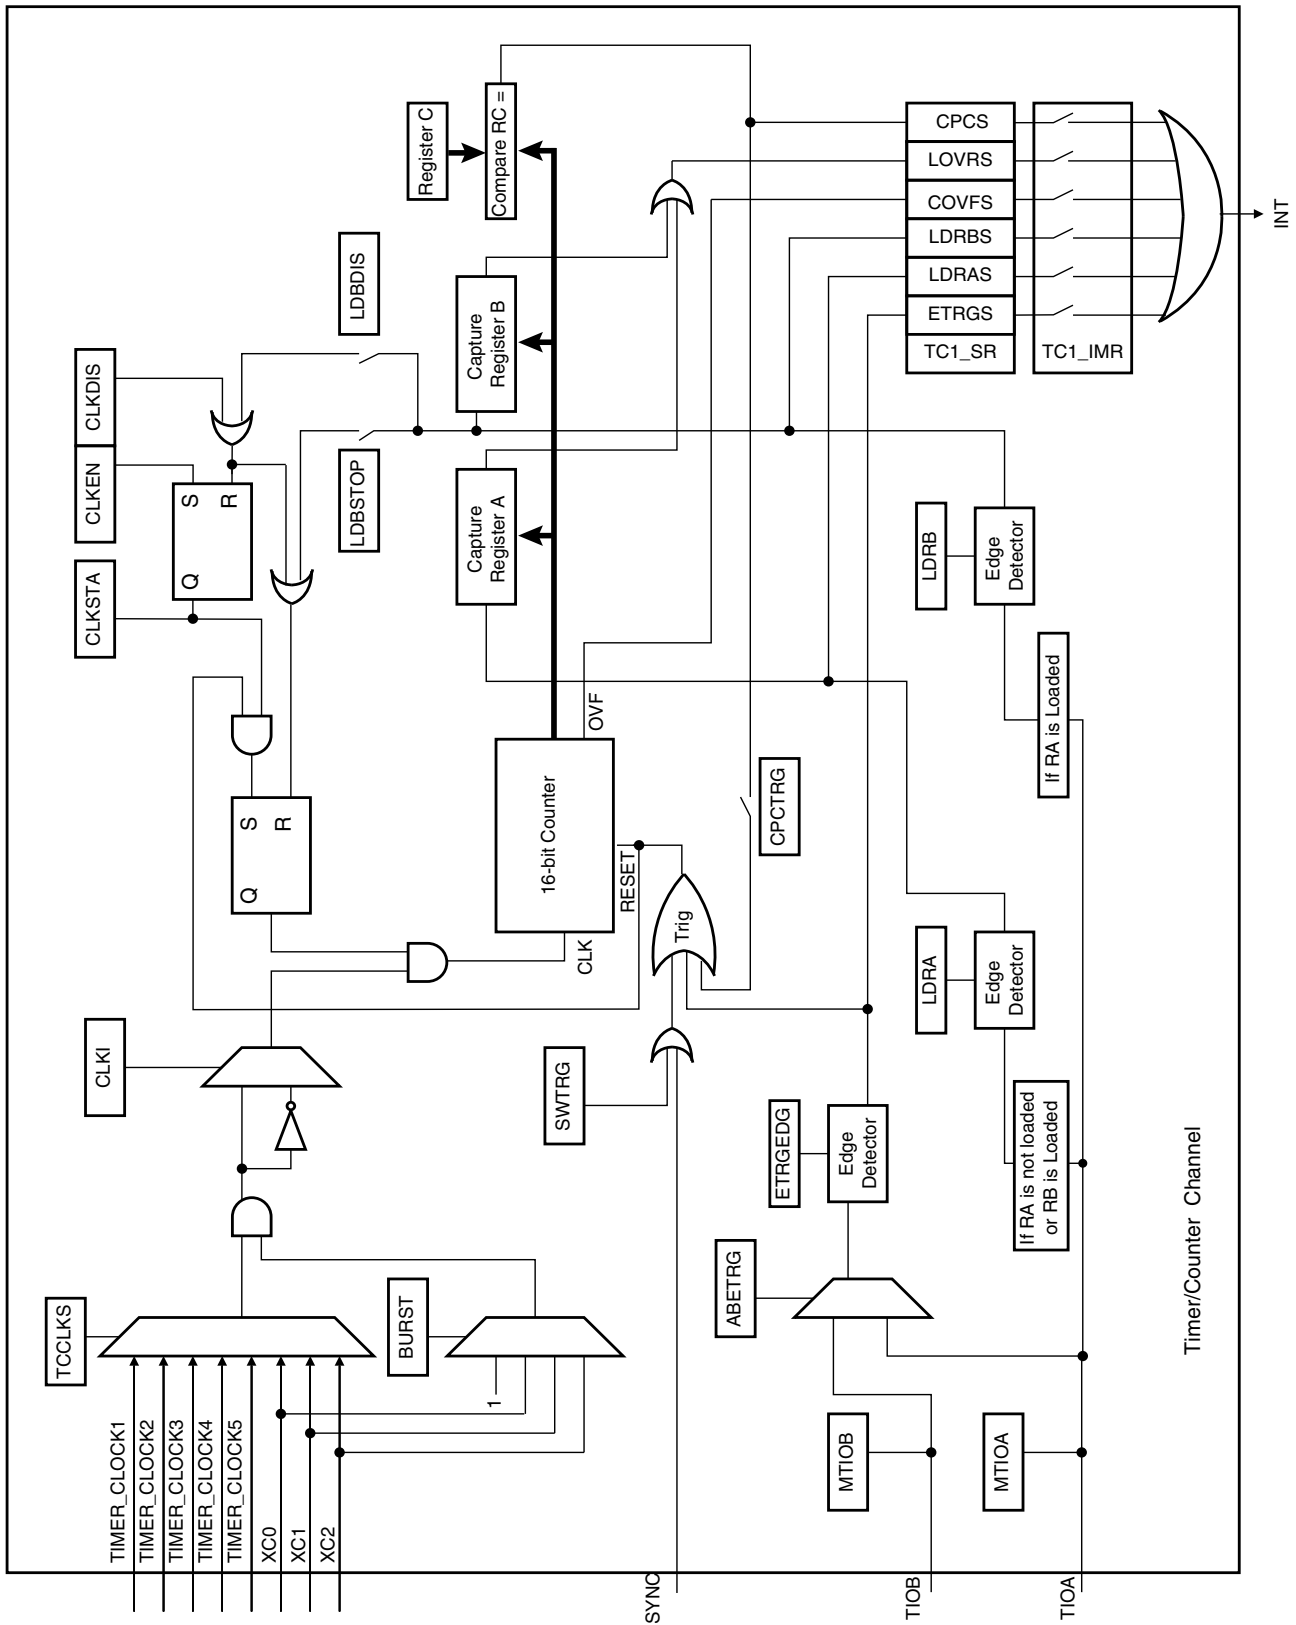 TCCLKS
TIMER_CLOCK1
TIMER_CLOCK2
TIMER_CLOCK3
TIMER_CLOCK4
TIMER_CLOCK5
XC0
XC1
XC2
CLKI
CLKSTA
CLKEN
CLKDIS
Q
S
R
Q
S
R
BURST
1
LDBSTOP
LDBDIS
Register C
Compare RC =
Capture
Register A
Capture
Register B
16-bit Counter
CLK
OVF
RESET
SWTRG
Trig
CPCTRG
SYNC
ABETRG
ETRGEDG
Edge
Detector
MTIOB
TIOB
MTIOA
TIOA
If RA is not loaded
or RB is Loaded
LDRA
Edge
Detector
If RA is Loaded
LDRB
Edge
Detector
CPCS
LOVRS
COVFS
LDRBS
LDRAS
ETRGS
TC1_SR
TC1_IMR
INT
Timer/Counter Channel